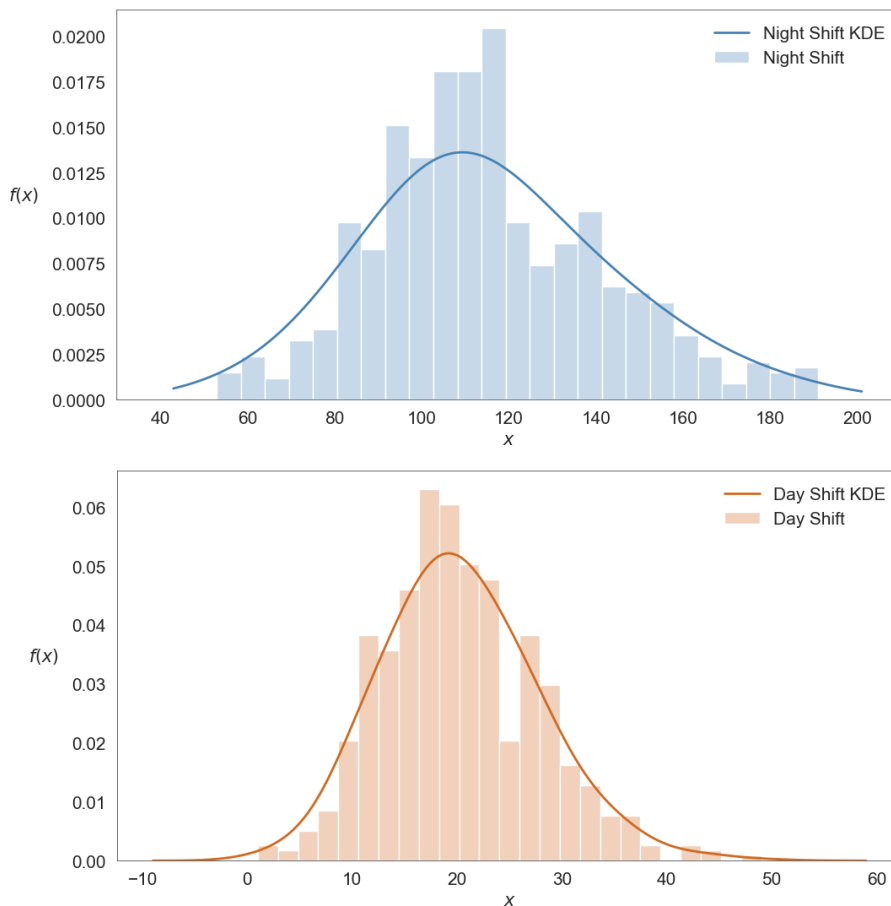 0.0200
0.0175
0.0150
0.0125
0.0100
0.0075
0.0050
0.0025
0.0000
f(x)
Night Shift KDE
Night Shift
40 60 80 100 120 140 160 180 200
x
0.06
0.05
0.04
0.03
0.02
0.01
0.00
f(x)
Day Shift KDE
Day Shift
−10 0 10 20 30 40 50 60
x